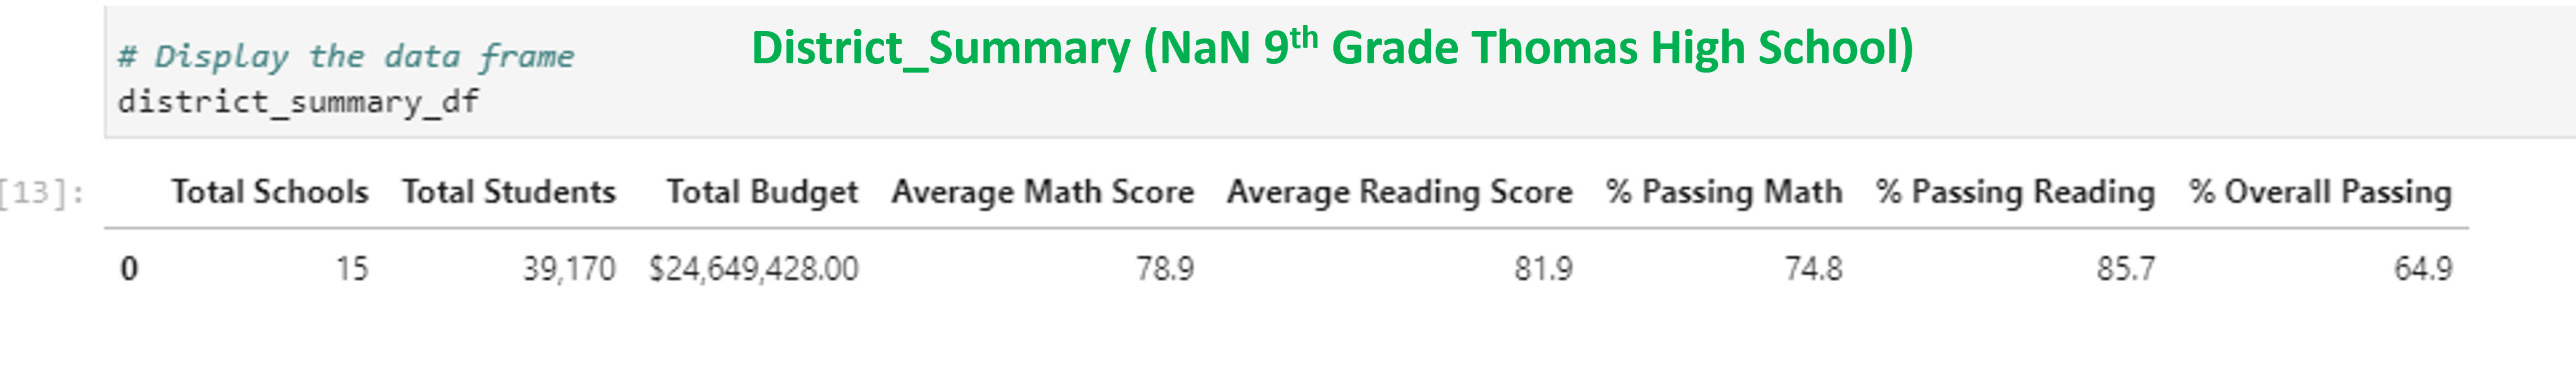 # Display the data frame
District_Summary (NaN 9th Grade Thomas High School)
district_summary_df
[13]:
Total Schools Total Students Total Budget Average Math Score Average Reading Score % Passing Math % Passing Reading % Overall Passing
0 15 39,170 $24,649,428.00 78.9 81.9 74.8 85.7 64.9